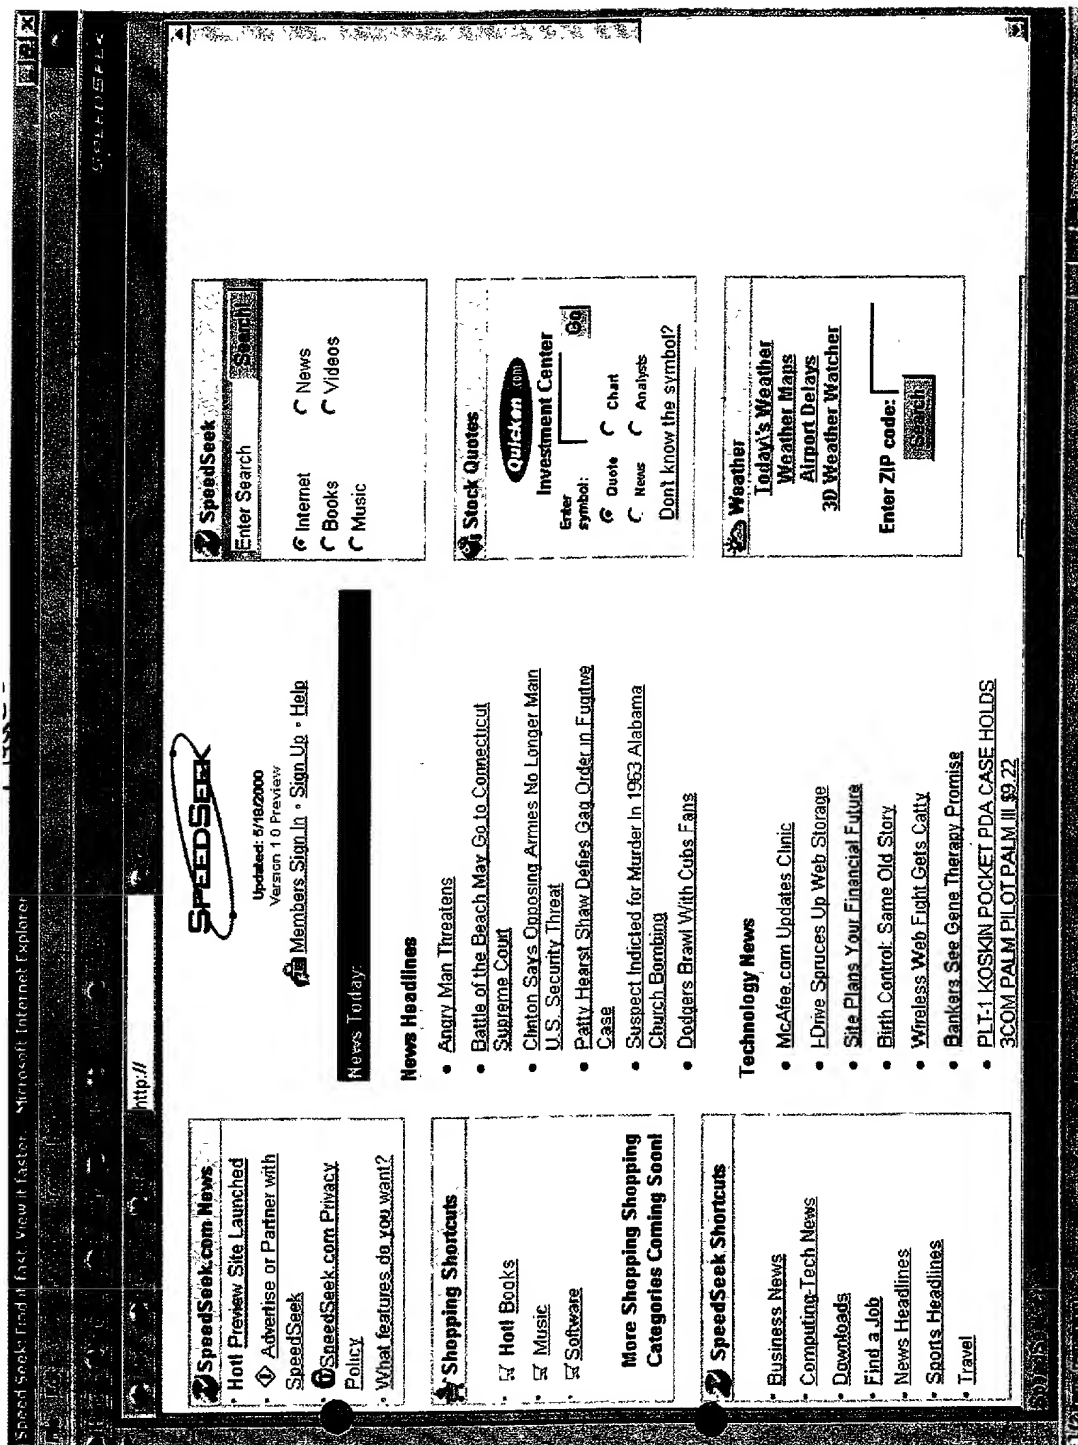 Speed Seek Find it fast View it faster Microsoft Internet Explorer
SPEEDSEEK
http://
SpeedSeek.com News
Hot! Preview Site Launched
Advertise or Partner with
SpeedSeek
SpeedSeek.com Privacy
Policy
What features do you want?
Shopping Shortcuts
Hot! Books
Music
Software
More Shopping Shopping
Categories Coming Soon!
SpeedSeek Shortcuts
Business News
Computing-Tech News
Downloads
Find a Job
News Headlines
Sports Headlines
Travel
SPEEDSEEK
Updated: 5/18/2000
Version 1 0 Preview
Members Sign In • Sign Up • Help
News Today:
News Headlines
• Angry Man Threatens
• Battle of the Beach May Go to Connecticut
Supreme Court
• Clinton Says Opposing Armies No Longer Main
U.S. Security Threat
• Patty Hearst Shaw Defies Gag Order in Fugitive
Case
• Suspect Indicted for Murder In 1963 Alabama
Church Bombing
• Dodgers Brawl With Cubs Fans
Technology News
• McAfee.com Updates Clinic
• I-Drive Spruces Up Web Storage
• Site Plans Your Financial Future
• Birth Control: Same Old Story
• Wireless Web Fight Gets Catty
• Bankers See Gene Therapy Promise
• PLT-1 KOSKIN POCKET PDA CASE HOLDS
3COM PALM PILOT PALM III $9.22
SpeedSeek
Enter Search Search
Internet News
Books Videos
Music
Stock Quotes
Quicken.com
Investment Center
Enter
symbol: Go
Quote Chart
News Analysts
Don't know the symbol?
Weather
Today\'s Weather
Weather Maps
Airport Delays
3D Weather Watcher
Enter ZIP code:
Search